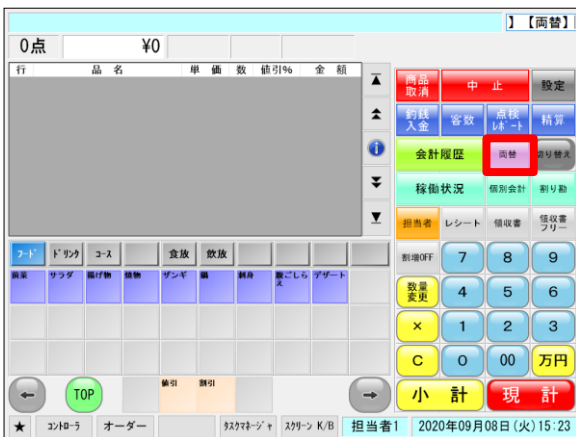 】【両替】
0点 ¥0
行 品 名 単 価 数 値引% 金 額
商品取消 中 止 設定
釣銭入金 客数 点検ﾚﾎﾟｰﾄ 精算
会計履歴 両替 切り替え
稼働状況 個別会計 割り勘
担当者 レシート 領収書 領収書フリー
ﾌｰﾄﾞ ﾄﾞﾘﾝｸ ｺｰｽ 食放 飲放
割増OFF 7 8 9
前菜 サラダ 揚げ物 焼物 ザンギ 鍋 刺身 腹ごしらえ デザート
数量変更 4 5 6
× 1 2 3
C 0 00 万円
値引 割引
TOP
小 計 現 計
★ ｺﾝﾄﾛｰﾗ オーダー ﾀｽｸﾏﾈｰｼﾞｬ ｽｸﾘｰﾝ K/B 担当者1 2020年09月08日(火)15:23